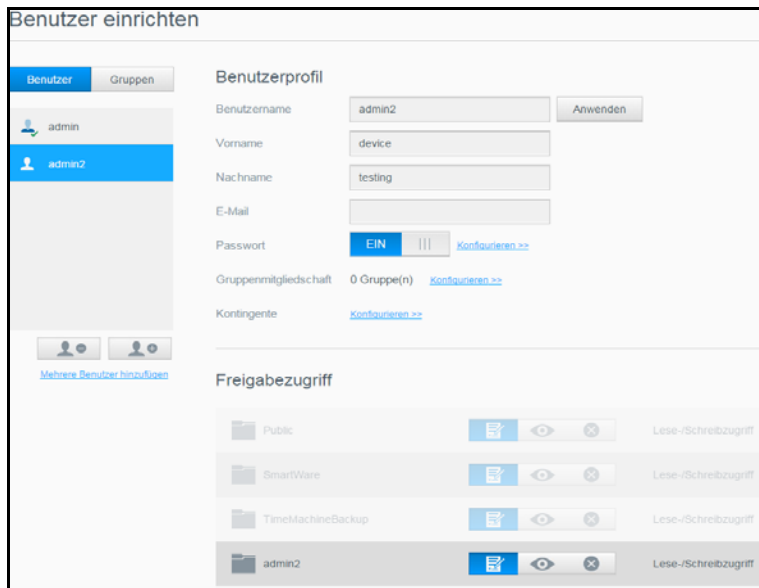 Benutzer einrichten
Benutzer
Gruppen
admin
admin2
Mehrere Benutzer hinzufügen
Benutzerprofil
Benutzername
admin2
Anwenden
Vorname
device
Nachname
testing
E-Mail
Passwort
EIN
Konfigurieren >>
Gruppenmitgliedschaft
0 Gruppe(n)
Konfigurieren >>
Kontingente
Konfigurieren >>
Freigabezugriff
Public
Lese-/Schreibzugriff
SmartWare
Lese-/Schreibzugriff
TimeMachineBackup
Lese-/Schreibzugriff
admin2
Lese-/Schreibzugriff